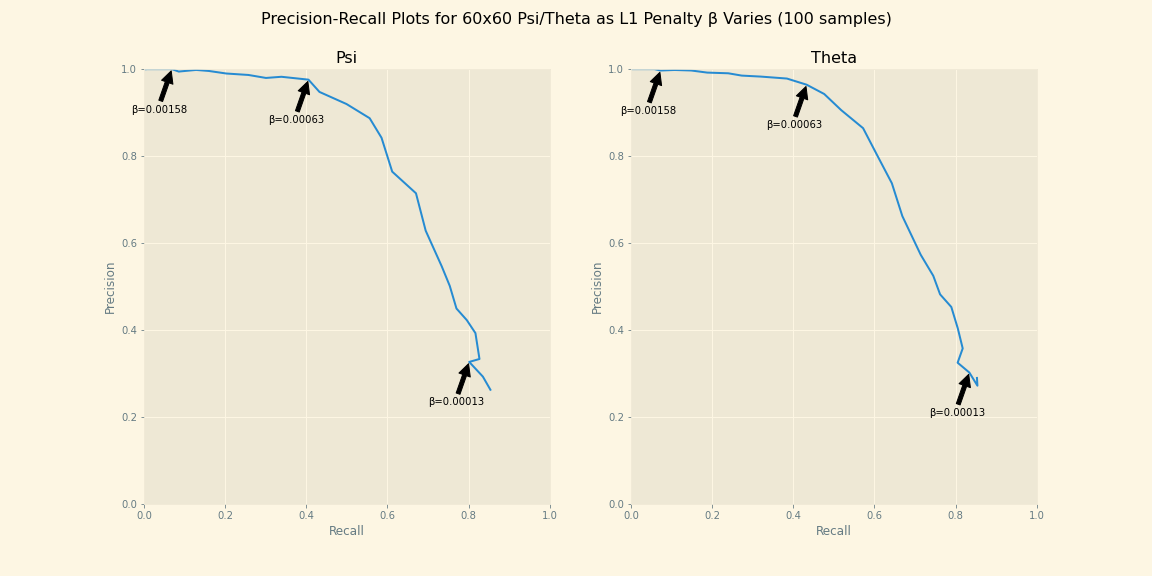 Precision-Recall Plots for 60x60 Psi/Theta as L1 Penalty β Varies (100 samples)
Psi
1.0
0.8
0.6
0.4
0.2
0.0
Precision
β=0.00158
β=0.00063
β=0.00013
0.0 0.2 0.4 0.6 0.8 1.0
Recall
Theta
1.0
0.8
0.6
0.4
0.2
0.0
Precision
β=0.00158
β=0.00063
β=0.00013
0.0 0.2 0.4 0.6 0.8 1.0
Recall